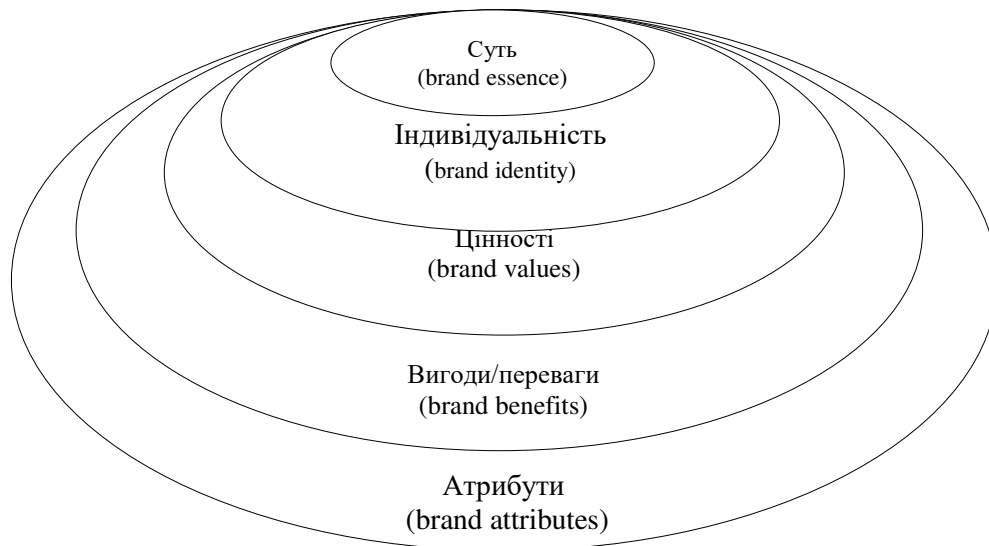 Суть
(brand essence)
Індивідуальність
(brand identity)
Цінності
(brand values)
Вигоди/переваги
(brand benefits)
Атрибути
(brand attributes)